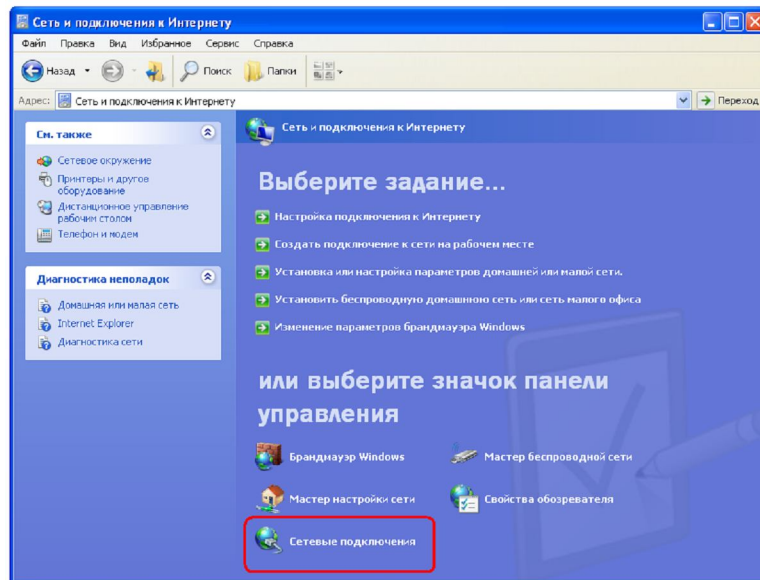 Сеть и подключения к Интернету
Файл Правка Вид Избранное Сервис Справка
Назад Поиск Папки
Адрес: Сеть и подключения к Интернету Переход
См. также
Сетевое окружение
Принтеры и другое
оборудование
Дистанционное управление
рабочим столом
Телефон и модем
Диагностика неполадок
Домашняя или малая сеть
Internet Explorer
Диагностика сети
Сеть и подключения к Интернету
Выберите задание...
Настройка подключения к Интернету
Создать подключение к сети на рабочем месте
Установка или настройка параметров домашней или малой сети.
Установить беспроводную домашнюю сеть или сеть малого офиса
Изменение параметров брандмауэра Windows
или выберите значок панели
управления
Брандмауэр Windows Мастер беспроводной сети
Мастер настройки сети Свойства обозревателя
Сетевые подключения